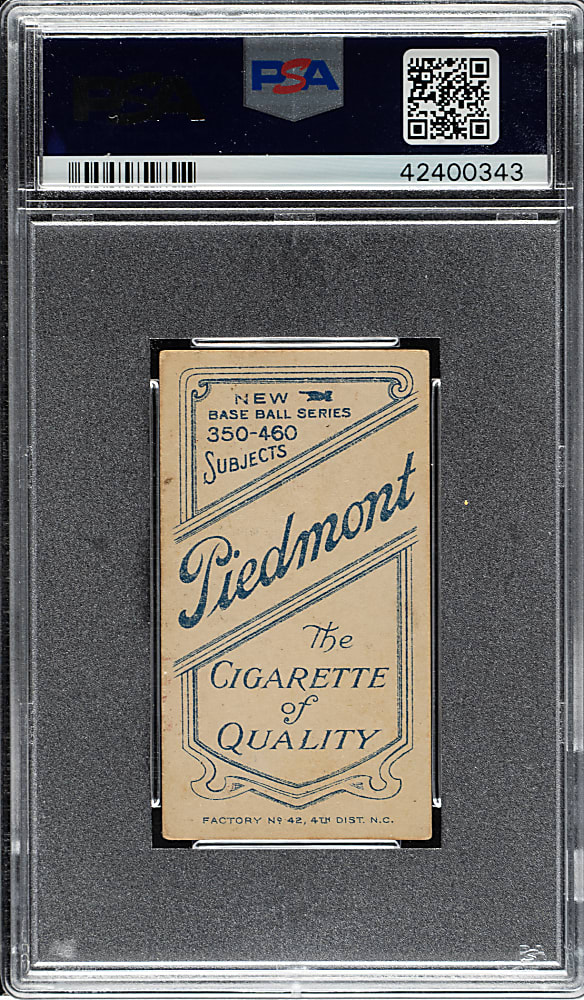 PSA
PSA
42400343
NEW
BASE BALL SERIES
350-460
SUBJECTS
Piedmont
The
CIGARETTE
of
QUALITY
FACTORY Nº 42, 4TH DIST. N.C.